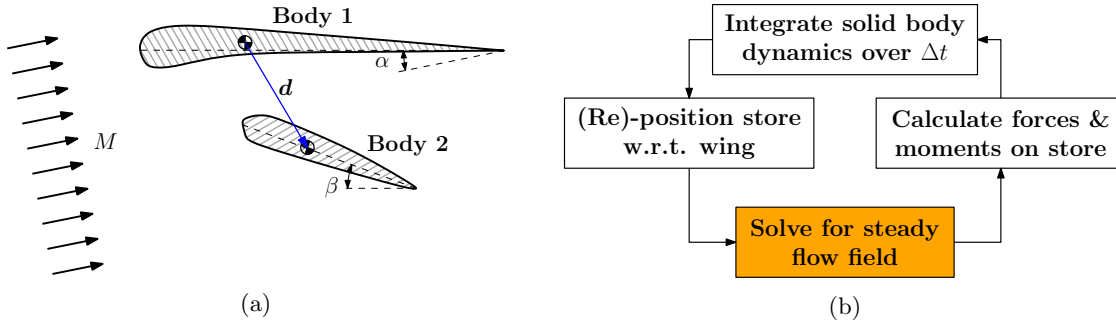 Body 1
α
d
M
Body 2
β
(a)
Integrate solid body
dynamics over Δt
(Re)-position store
w.r.t. wing
Calculate forces &
moments on store
Solve for steady
flow field
(b)